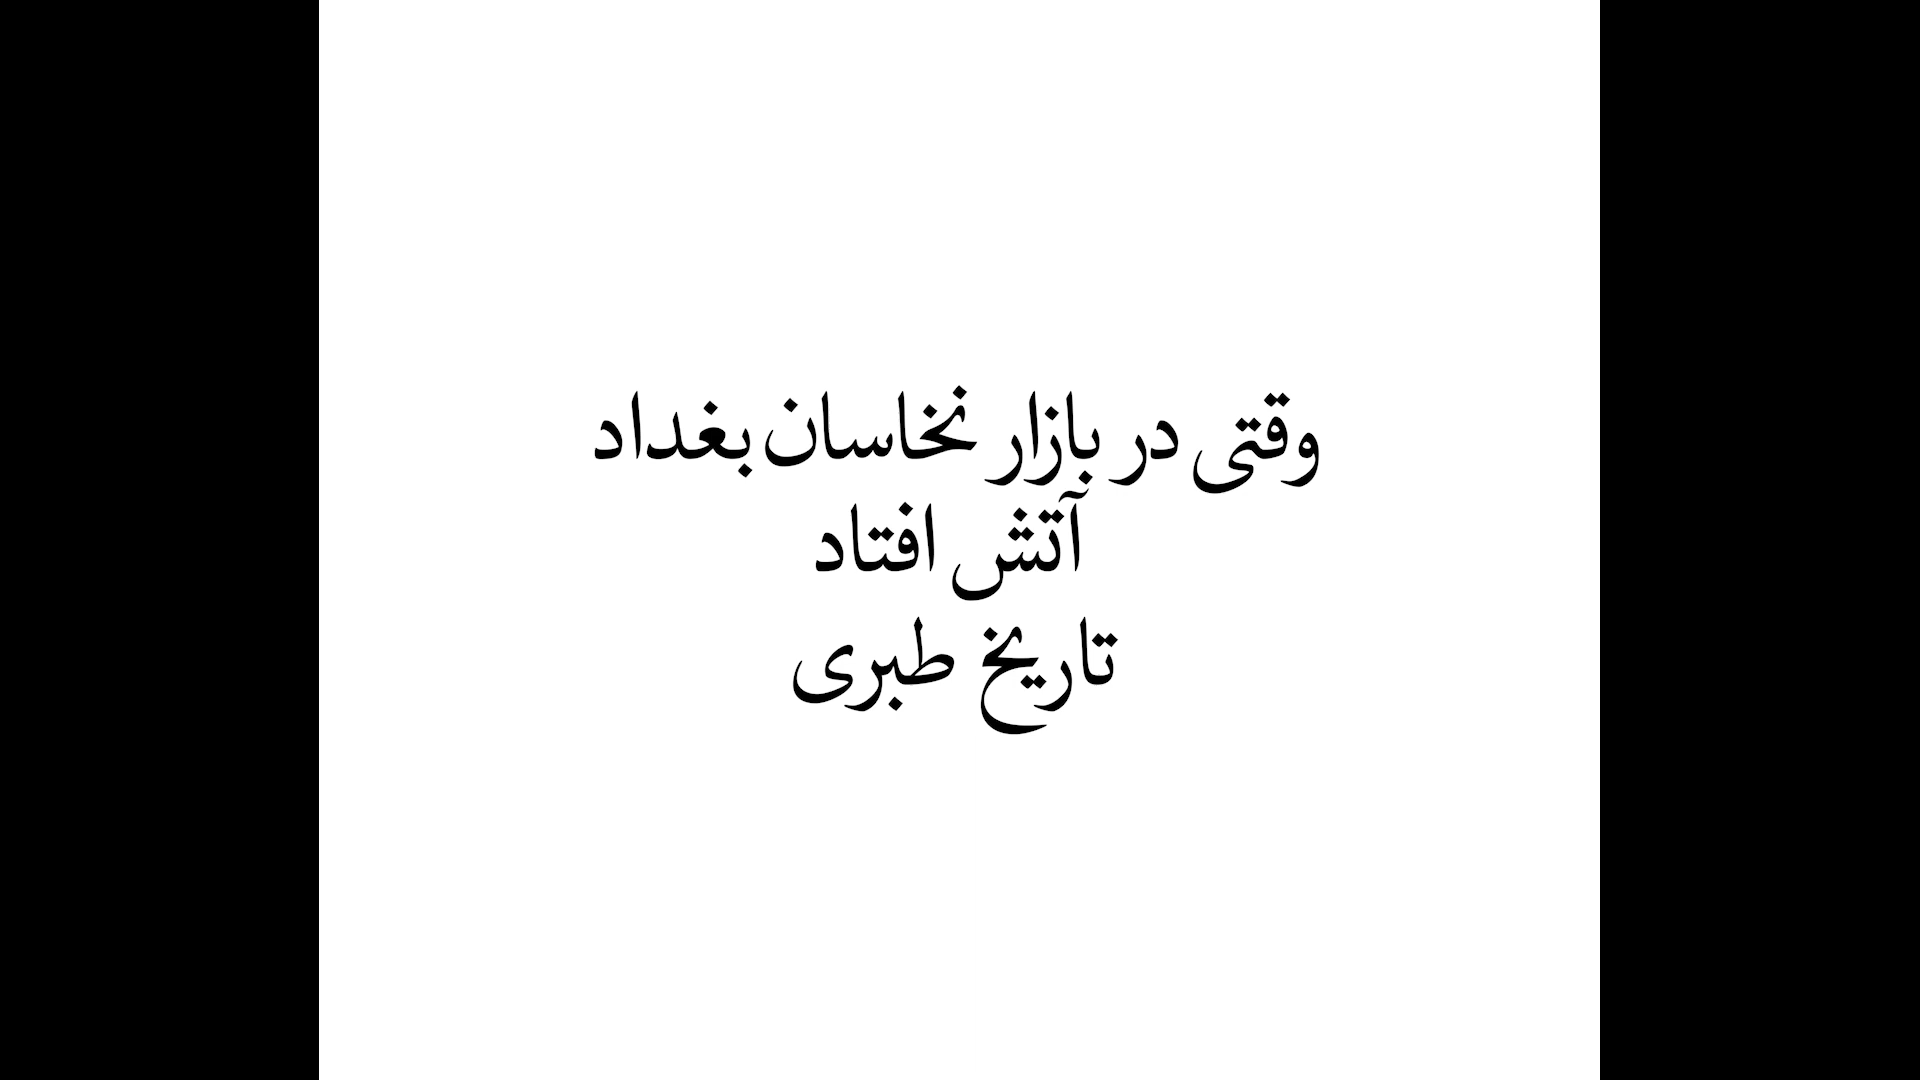 وقتی در بازار نخاسان بغداد
آتش افتاد
تاریخ طبری